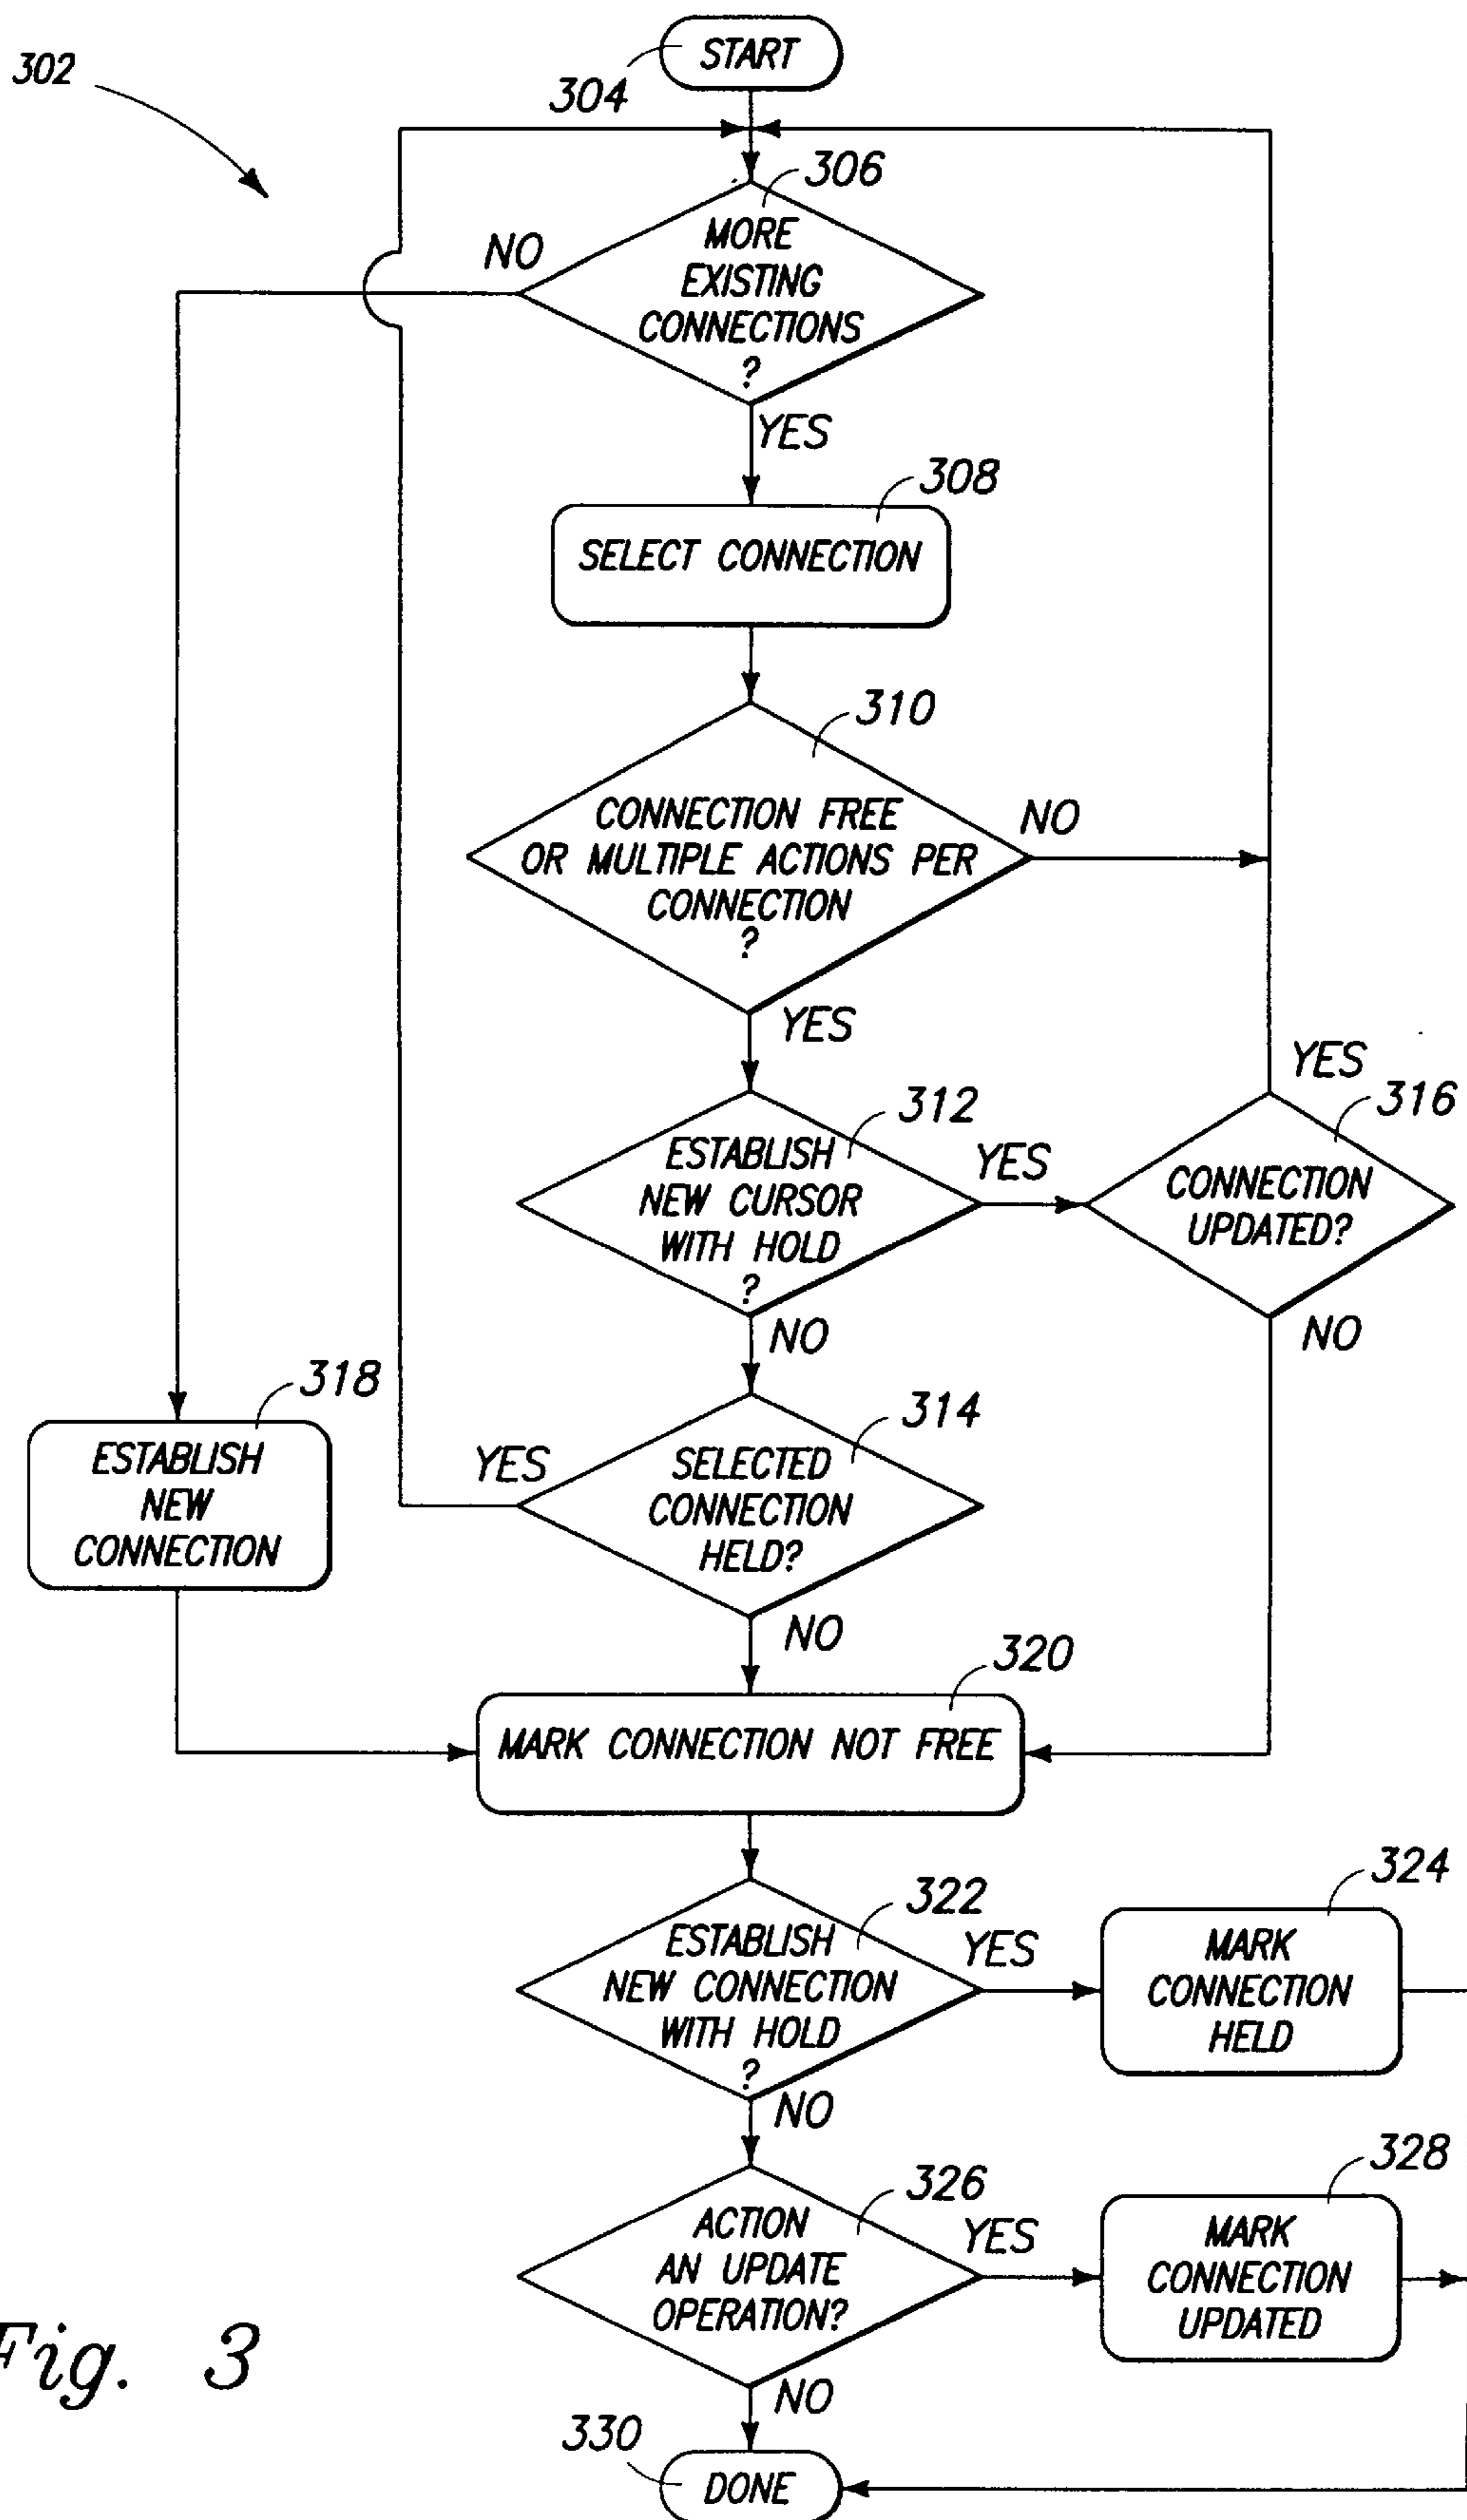 302
START
304
306
MORE
EXISTING
CONNECTIONS
?
NO
YES
308
SELECT CONNECTION
310
CONNECTION FREE
OR MULTIPLE ACTIONS PER
CONNECTION
?
NO
YES
312
ESTABLISH
NEW CURSOR
WITH HOLD
?
YES
NO
YES
316
CONNECTION
UPDATED?
NO
318
ESTABLISH
NEW
CONNECTION
314
SELECTED
CONNECTION
HELD?
YES
NO
320
MARK CONNECTION NOT FREE
322
ESTABLISH
NEW CONNECTION
WITH HOLD
?
YES
NO
324
MARK
CONNECTION
HELD
326
ACTION
AN UPDATE
OPERATION?
YES
NO
328
MARK
CONNECTION
UPDATED
330
DONE
Fig. 3